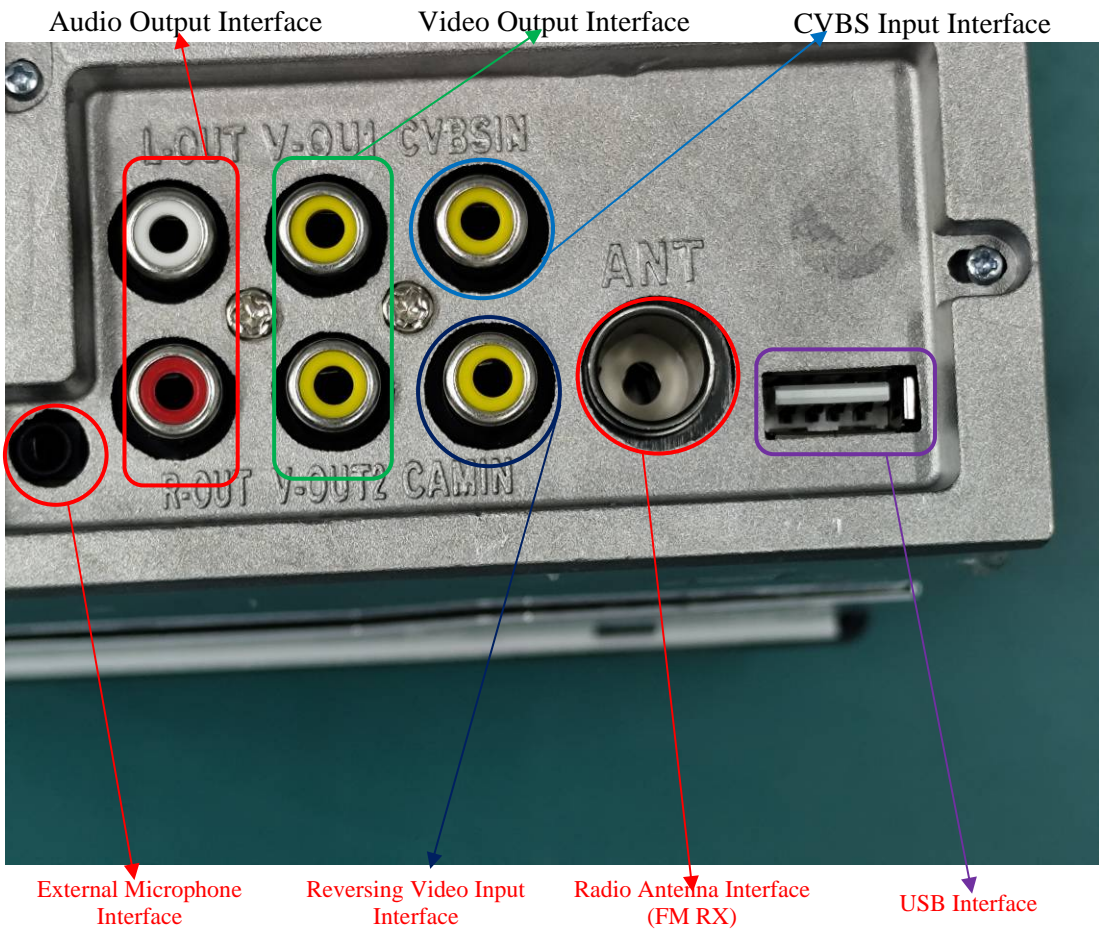 Audio Output Interface Video Output Interface CVBS Input Interface
L-OUT V-OU1 CVBSIN
ANT
R-OUT V-OUT2 CAMIN
External Microphone Reversing Video Input Radio Antenna Interface USB Interface
Interface Interface (FM RX)